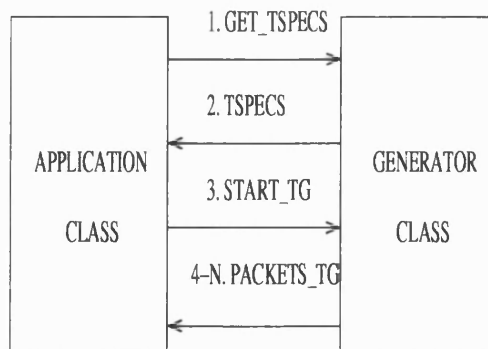 1. GET_TSPECS
2. TSPECS
APPLICATION
CLASS
3. START_TG
4–N. PACKETS_TG
GENERATOR
CLASS